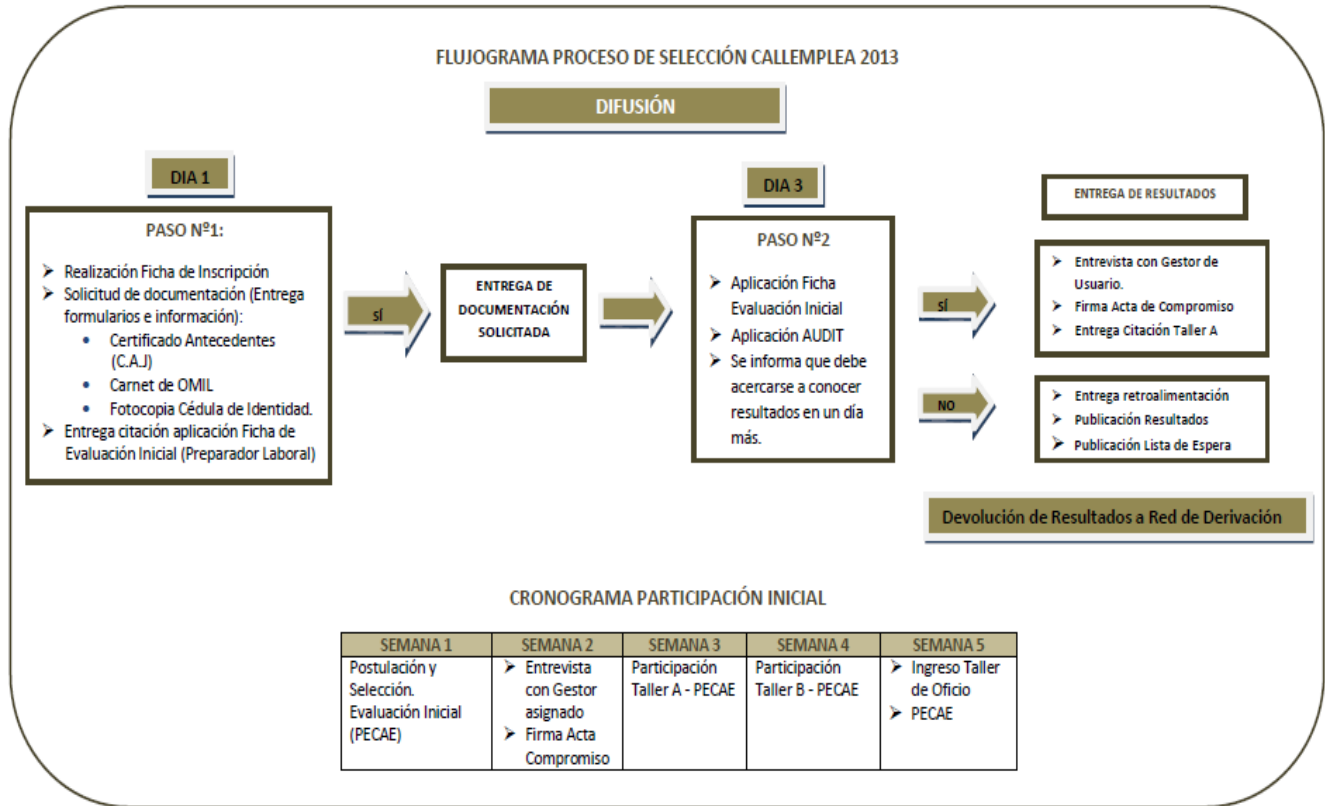 FLUJOGRAMA PROCESO DE SELECCIÓN CALLEMPLEA 2013
DIFUSIÓN
DIA 1
PASO Nº1:
➢ Realización Ficha de Inscripción
➢ Solicitud de documentación (Entrega
formularios e información):
• Certificado Antecedentes
(C.A.J)
• Carnet de OMIL
• Fotocopia Cédula de Identidad.
➢ Entrega citación aplicación Ficha de
Evaluación Inicial (Preparador Laboral)
SÍ
ENTREGA DE
DOCUMENTACIÓN
SOLICITADA
DIA 3
PASO Nº2
➢ Aplicación Ficha
Evaluación Inicial
➢ Aplicación AUDIT
➢ Se informa que debe
acercarse a conocer
resultados en un día
más.
SÍ
NO
ENTREGA DE RESULTADOS
➢ Entrevista con Gestor de
Usuario.
➢ Firma Acta de Compromiso
➢ Entrega Citación Taller A
➢ Entrega retroalimentación
➢ Publicación Resultados
➢ Publicación Lista de Espera
Devolución de Resultados a Red de Derivación
CRONOGRAMA PARTICIPACIÓN INICIAL
SEMANA 1
Postulación y
Selección.
Evaluación Inicial
(PECAE)
SEMANA 2
➢ Entrevista
con Gestor
asignado
➢ Firma Acta
Compromiso
SEMANA 3
Participación
Taller A - PECAE
SEMANA 4
Participación
Taller B - PECAE
SEMANA 5
➢ Ingreso Taller
de Oficio
➢ PECAE